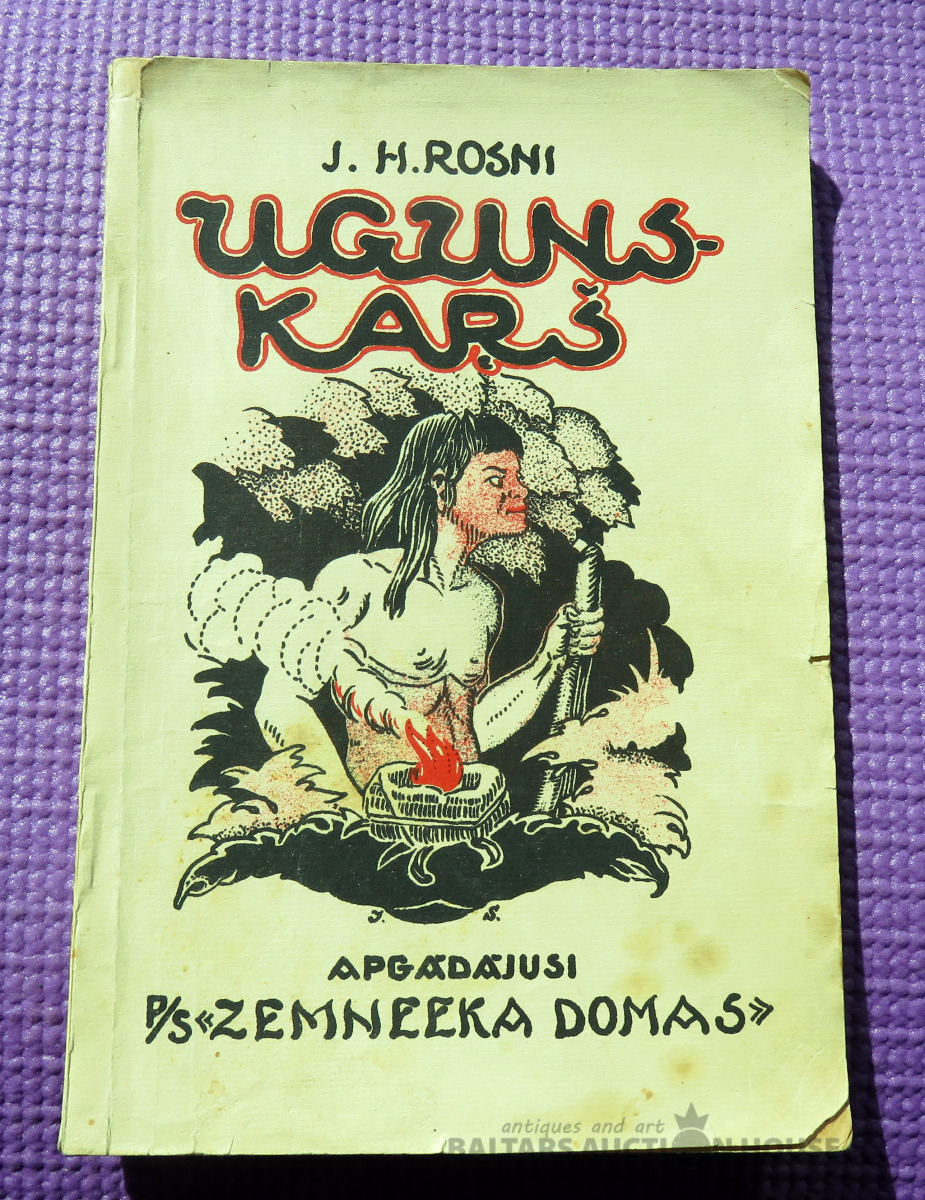 J. H. ROSNI
UGUNS-
KAŖŠ
J. S.
APGĀDĀJUSI
P/S «ZEMNEEKA DOMAS»
antiques and art
BALTARS AUCTION HOUSE